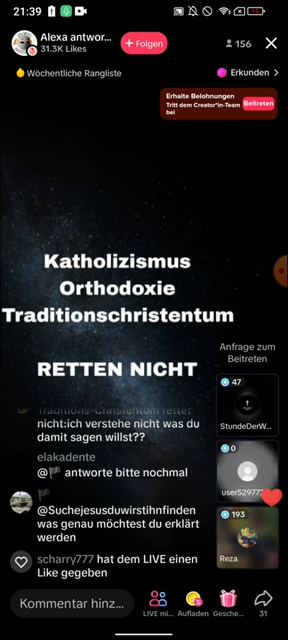 21:39
Alexa antwor...
31.3K Likes
+ Folgen
156
Wöchentliche Rangliste
Erkunden >
Erhalte Belohnungen
Tritt dem Creator*in-Team
bei
Beitreten
Katholizismus
Orthodoxie
Traditionschristentum
RETTEN NICHT
Anfrage zum
Beitreten
47
StundeDerW...
0
user529773
193
Reza
Traditions-Christentum rettet
nicht:ich verstehe nicht was du
damit sagen willst??
elakadente
@🏴 antworte bitte nochmal
🏴
@Suchejesusduwirstihnfinden
was genau möchtest du erklärt
werden
scharry777 hat dem LIVE einen
Like gegeben
Kommentar hinz...
LIVE mi...
Aufladen
Gesche...
31